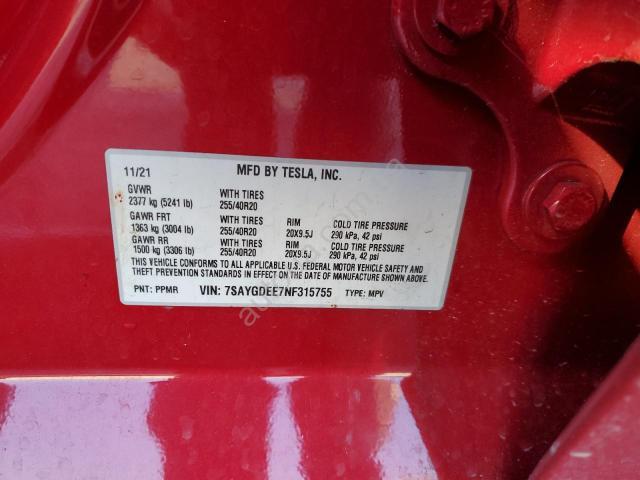 11/21 MFD BY TESLA, INC.
GVWR WITH TIRES
2377 kg (5241 lb) 255/40R20
GAWR FRT WITH TIRES RIM COLD TIRE PRESSURE
1363 kg (3004 lb) 255/40R20 20X9.5J 290 kPa, 42 psi
GAWR RR WITH TIRES RIM COLD TIRE PRESSURE
1500 kg (3306 lb) 255/40R20 20X9.5J 290 kPa, 42 psi
THIS VEHICLE CONFORMS TO ALL APPLICABLE U.S. FEDERAL MOTOR VEHICLE SAFETY AND
THEFT PREVENTION STANDARDS IN EFFECT ON THE DATE OF MANUFACTURE SHOWN ABOVE.
PNT: PPMR VIN: 7SAYGDEE7NF315755 TYPE: MPV